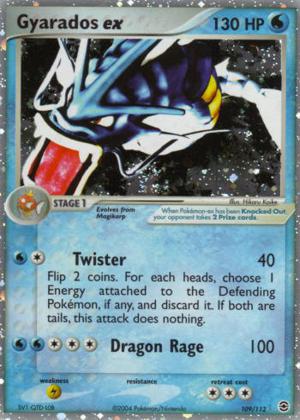 Gyarados ex 130 HP
Illus. Hikaru Koike
STAGE 1
Evolves from
Magikarp
When Pokémon-ex has been Knocked Out
your opponent takes 2 Prize cards.
Twister 40
Flip 2 coins. For each heads, choose 1
Energy attached to the Defending
Pokémon, if any, and discard it. If both are
tails, this attack does nothing.
Dragon Rage 100
weakness resistance retreat cost
©2004 Pokémon/Nintendo 109/112